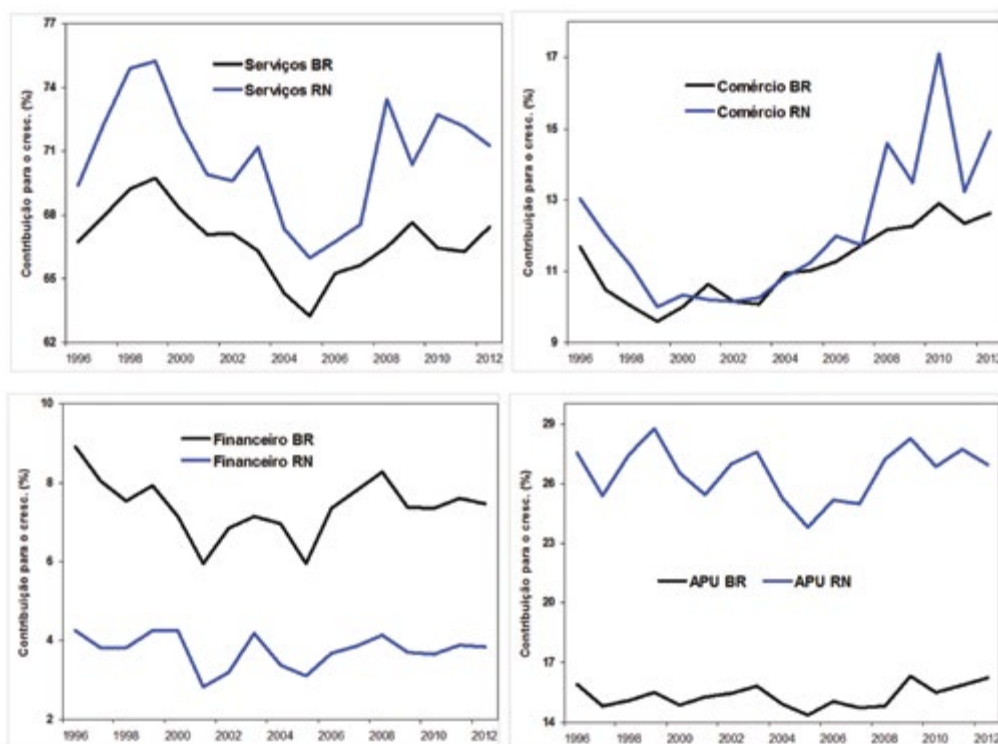 Contribuição para o cresc. (%)
77
74
71
68
65
62
Serviços BR
Serviços RN
1996 1998 2000 2002 2004 2006 2008 2010 2012
Contribuição para o cresc. (%)
17
15
13
11
9
Comércio BR
Comércio RN
1996 1998 2000 2002 2004 2006 2008 2010 2012
Contribuição para o cresc. (%)
10
8
6
4
2
Financeiro BR
Financeiro RN
1996 1998 2000 2002 2004 2006 2008 2010 2012
Contribuição para o cresc. (%)
29
26
23
20
17
14
APU BR APU RN
1996 1998 2000 2002 2004 2006 2008 2010 2012